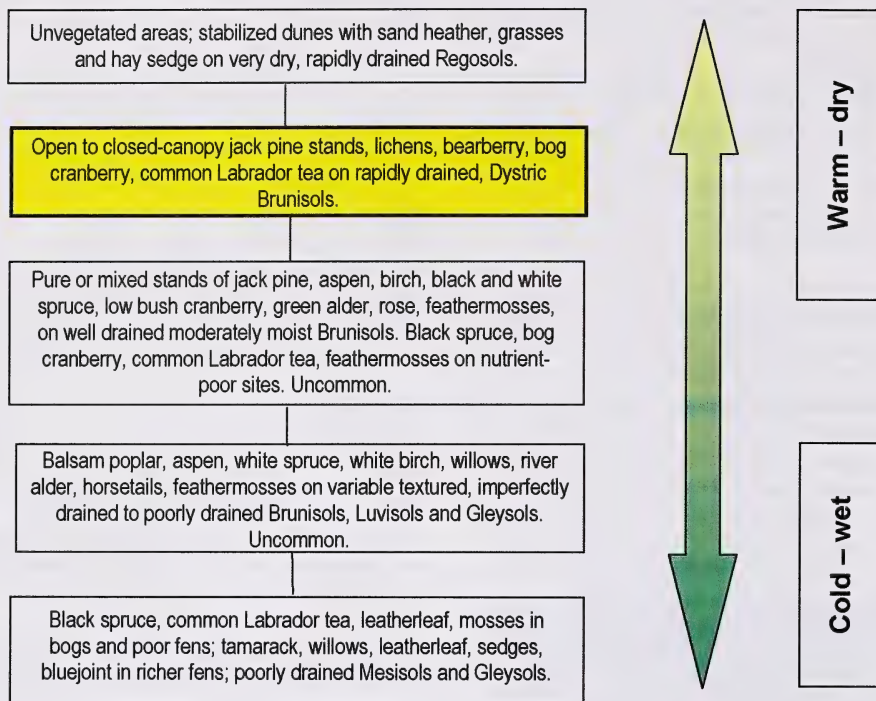 Unvegetated areas; stabilized dunes with sand heather, grasses
and hay sedge on very dry, rapidly drained Regosols.
Open to closed-canopy jack pine stands, lichens, bearberry, bog
cranberry, common Labrador tea on rapidly drained, Dystric
Brunisols.
Pure or mixed stands of jack pine, aspen, birch, black and white
spruce, low bush cranberry, green alder, rose, feathermosses,
on well drained moderately moist Brunisols. Black spruce, bog
cranberry, common Labrador tea, feathermosses on nutrient-
poor sites. Uncommon.
Balsam poplar, aspen, white spruce, white birch, willows, river
alder, horsetails, feathermosses on variable textured, imperfectly
drained to poorly drained Brunisols, Luvisols and Gleysols.
Uncommon.
Black spruce, common Labrador tea, leatherleaf, mosses in
bogs and poor fens; tamarack, willows, leatherleaf, sedges,
bluejoint in richer fens; poorly drained Mesisols and Gleysols.
Warm – dry
Cold – wet